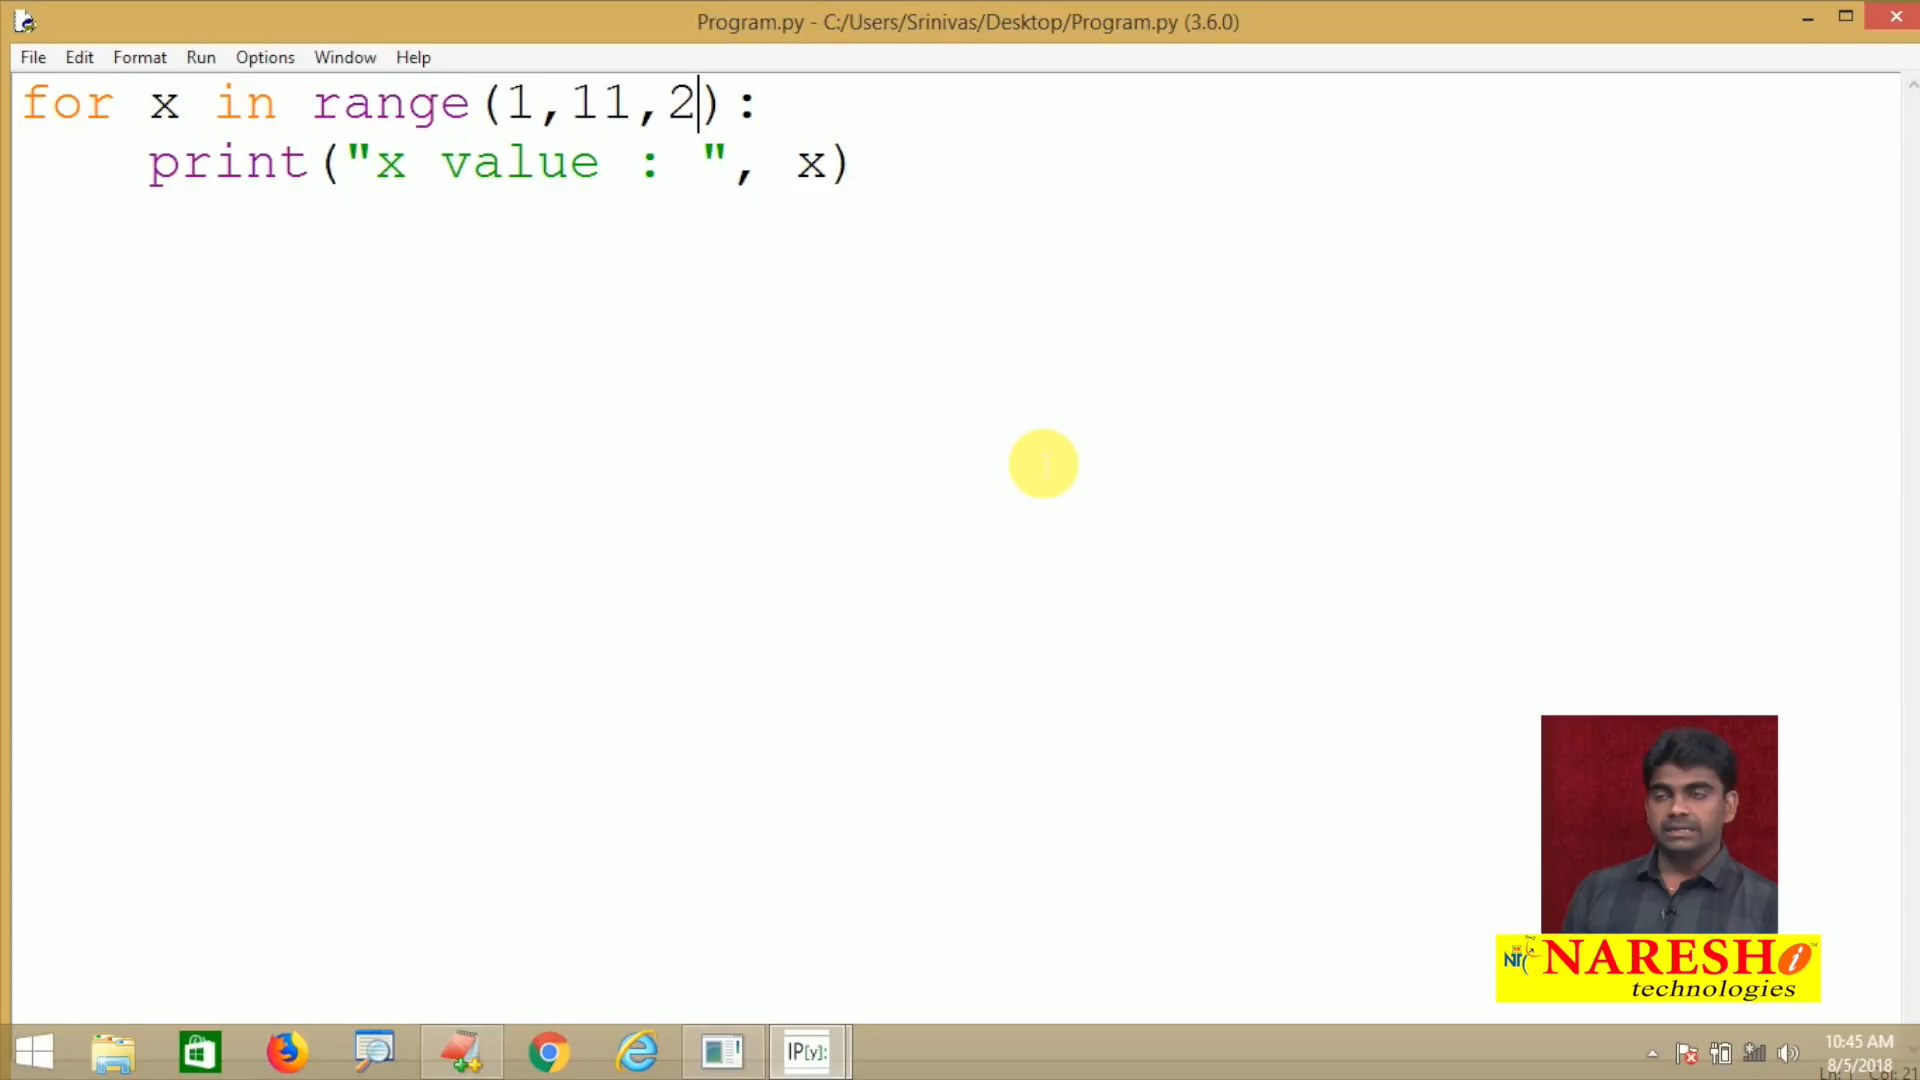 Program.py - C:/Users/Srinivas/Desktop/Program.py (3.6.0)
File Edit Format Run Options Window Help
for x in range(1,11,2):
    print("x value : ", x)
NARESH i
technologies
IP[y]:
10:45 AM
8/5/2018